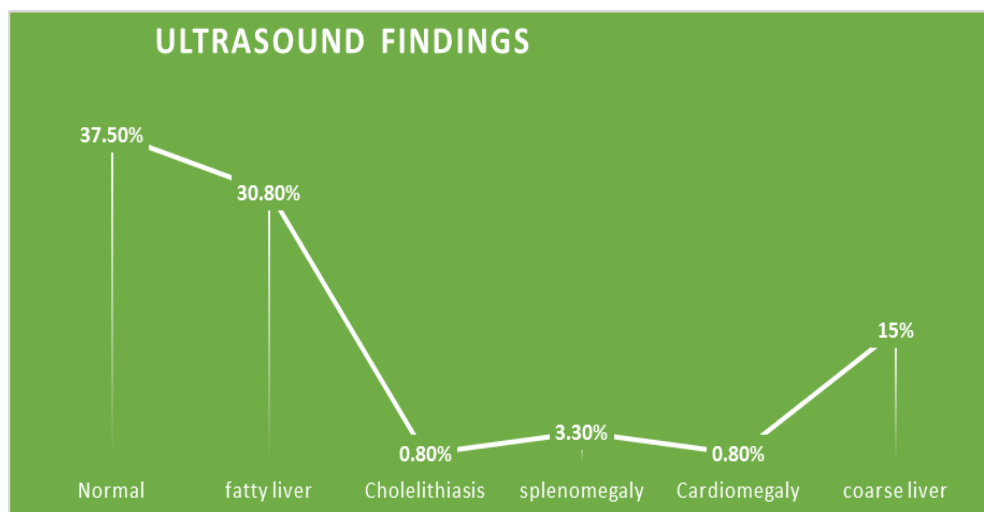 ULTRASOUND FINDINGS
37.50%
30.80%
0.80%
3.30%
0.80%
15%
Normal
fatty liver
Cholelithiasis
splenomegaly
Cardiomegaly
coarse liver